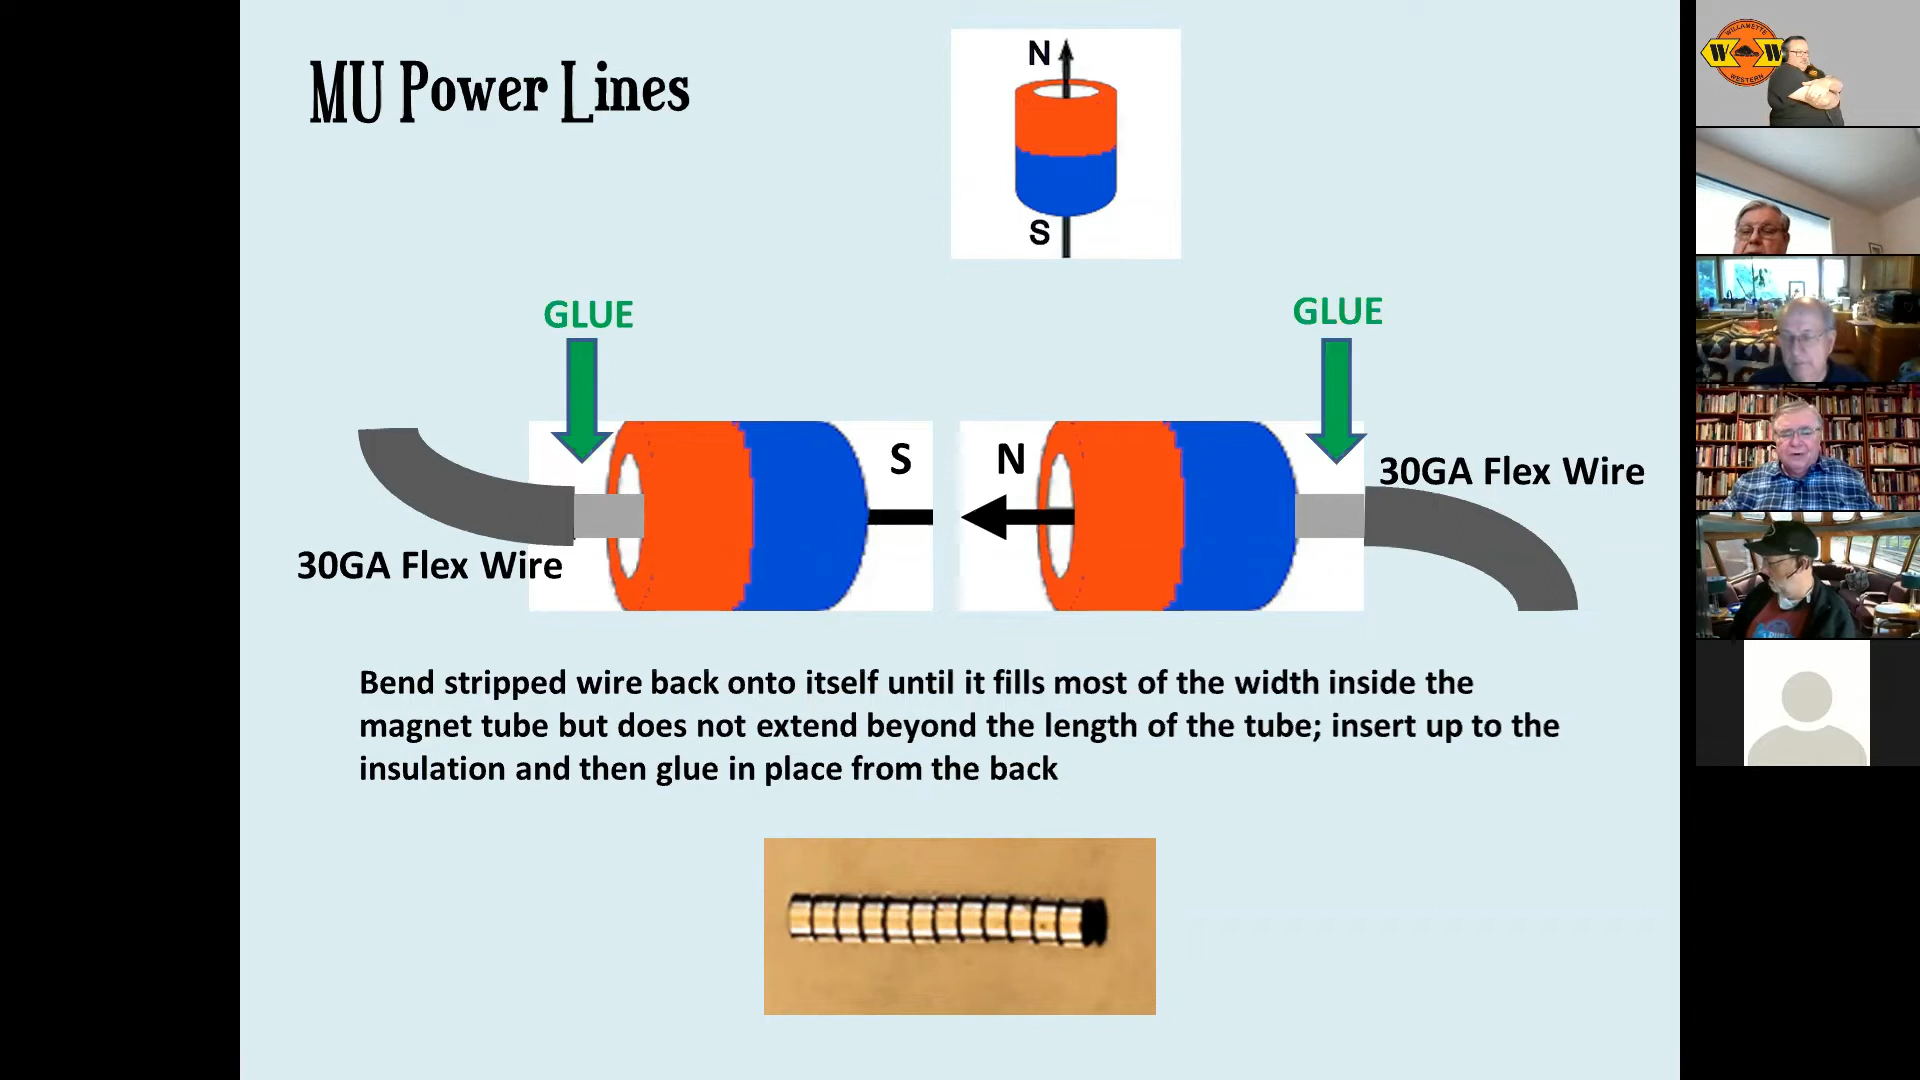 MU Power Lines
N
S
GLUE
GLUE
S
N
30GA Flex Wire
30GA Flex Wire
Bend stripped wire back onto itself until it fills most of the width inside the
magnet tube but does not extend beyond the length of the tube; insert up to the
insulation and then glue in place from the back
WILLAMETTE
W W
WESTERN